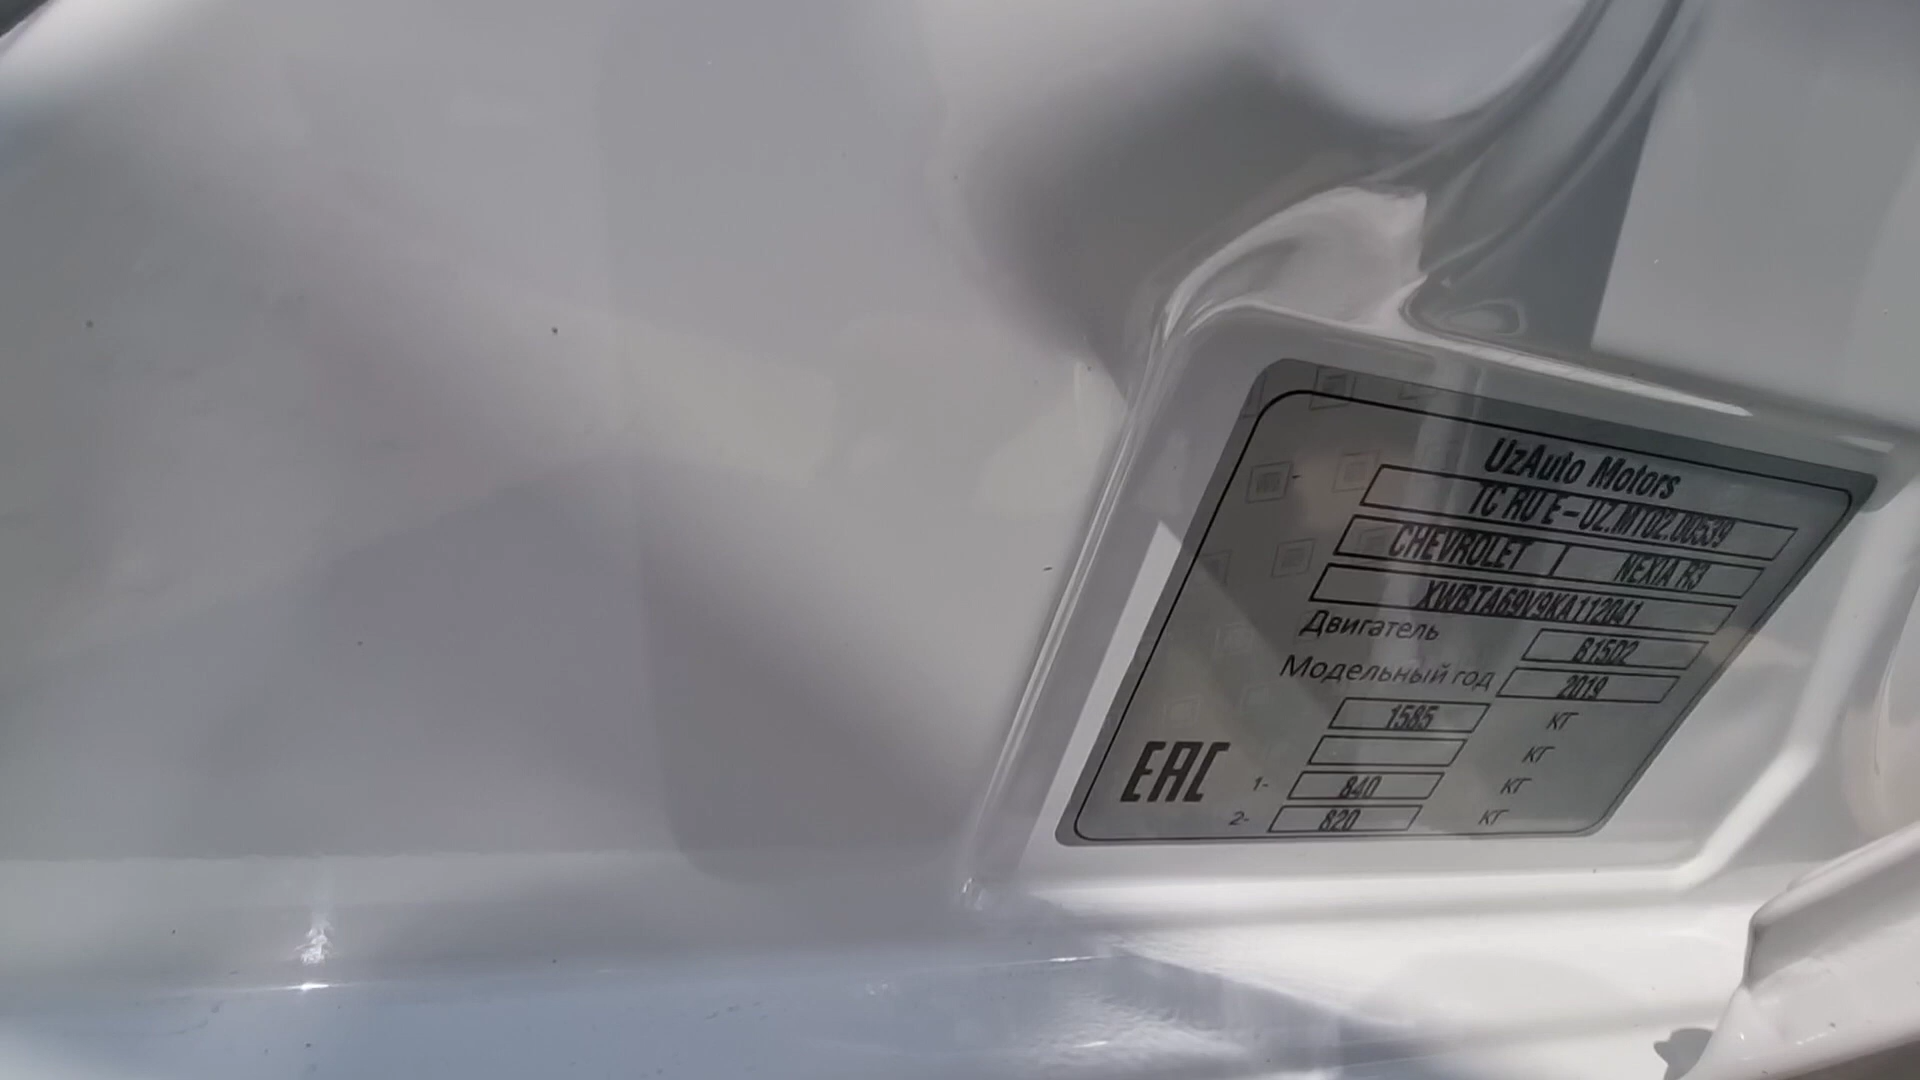 UzAuto Motors
TC RU E-UZ.MT02.00539
CHEVROLET NEXIA R3
XWBTA69V9KA112041
Двигатель B15D2
Модельный год 2019
1585 кг
кг
EAC 1- 840 кг
2- 820 кг